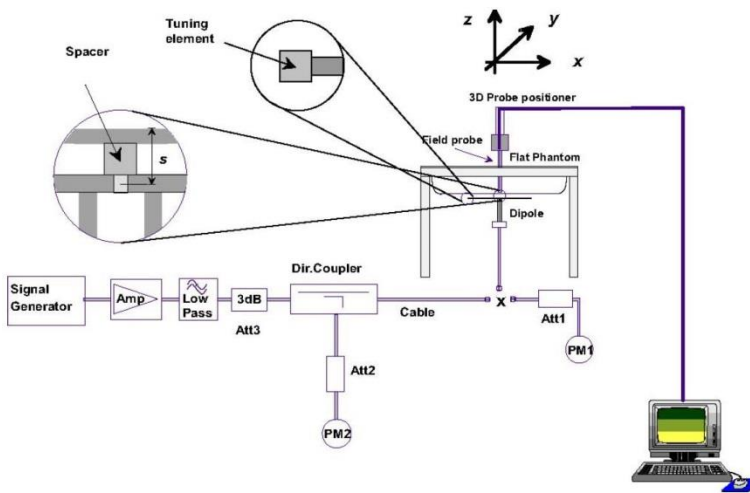 Tuning
element
z
y
x
Spacer
3D Probe positioner
Field probe
Flat Phantom
s
Dipole
Dir.Coupler
Signal
Generator
Amp
Low
Pass
3dB
Cable
x
Att1
Att3
PM1
Att2
PM2